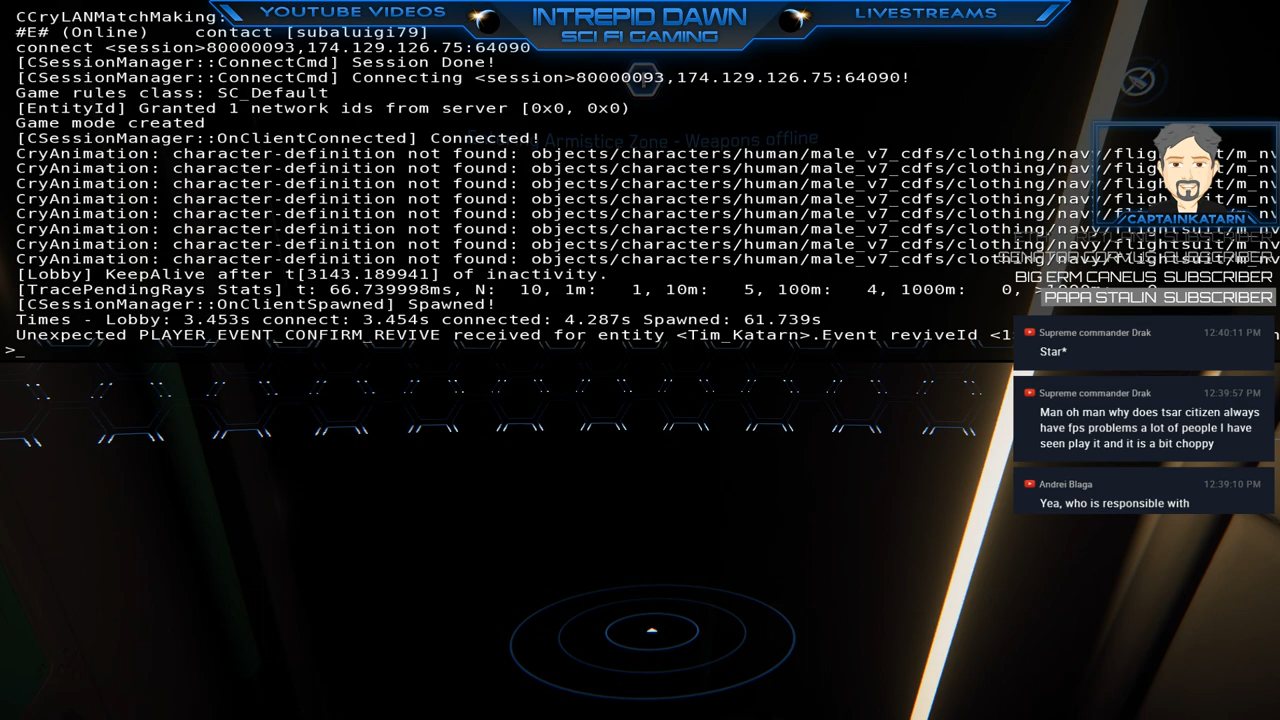 YOUTUBE VIDEOS
INTREPID DAWN
SCI FI GAMING
LIVESTREAMS
CCryLANMatchMaking:
#E# (Online) contact [subaluigi79]
connect <session>80000093,174.129.126.75:64090
[CSessionManager::ConnectCmd] Session Done!
[CSessionManager::ConnectCmd] Connecting <session>80000093,174.129.126.75:64090!
Game rules class: SC_Default
[EntityId] Granted 1 network ids from server [0x0, 0x0)
Game mode created
[CSessionManager::OnClientConnected] Connected!
Armistice Zone - Weapons offline
CryAnimation: character-definition not found: objects/characters/human/male_v7_cdfs/clothing/navy/flightsuit/m_nv
CryAnimation: character-definition not found: objects/characters/human/male_v7_cdfs/clothing/navy/flig
CryAnimation: character-definition not found: objects/characters/human/male_v7_cdfs/clothing/navy/flig
CryAnimation: character-definition not found: objects/characters/human/male_v7_cdfs/clothing/navy/flig
CryAnimation: character-definition not found: objects/characters/human/male_v7_cdfs/clothing/navy/flig
CryAnimation: character-definition not found: objects/characters/human/male_v7_cdfs/clothing/navy/flig
CryAnimation: character-definition not found: objects/characters/human/male_v7_cdfs/clothing/navy/flig
CryAnimation: character-definition not found: objects/characters/human/male_v7_cdfs/clothing/navy/flightsuit/m_nv
[Lobby] KeepAlive after t[3143.189941] of inactivity.
[TracePendingRays Stats] t: 66.739998ms, N: 10, 1m: 1, 10m: 5, 100m: 4, 1000m: 0,
[CSessionManager::OnClientSpawned] Spawned!
Times - Lobby: 3.453s connect: 3.454s connected: 4.287s Spawned: 61.739s
Unexpected PLAYER_EVENT_CONFIRM_REVIVE received for entity <Tim_Katarn>.Event reviveId <1
>_
CAPTAINKATARN
SUBSCRIBER
BIG ERM CANEUS SUBSCRIBER
PAPA STALIN SUBSCRIBER
Supreme commander Drak 12:40:11 PM
Star*
Supreme commander Drak 12:39:57 PM
Man oh man why does tsar citizen always
have fps problems a lot of people I have
seen play it and it is a bit choppy
Andrei Blaga 12:39:10 PM
Yea, who is responsible with